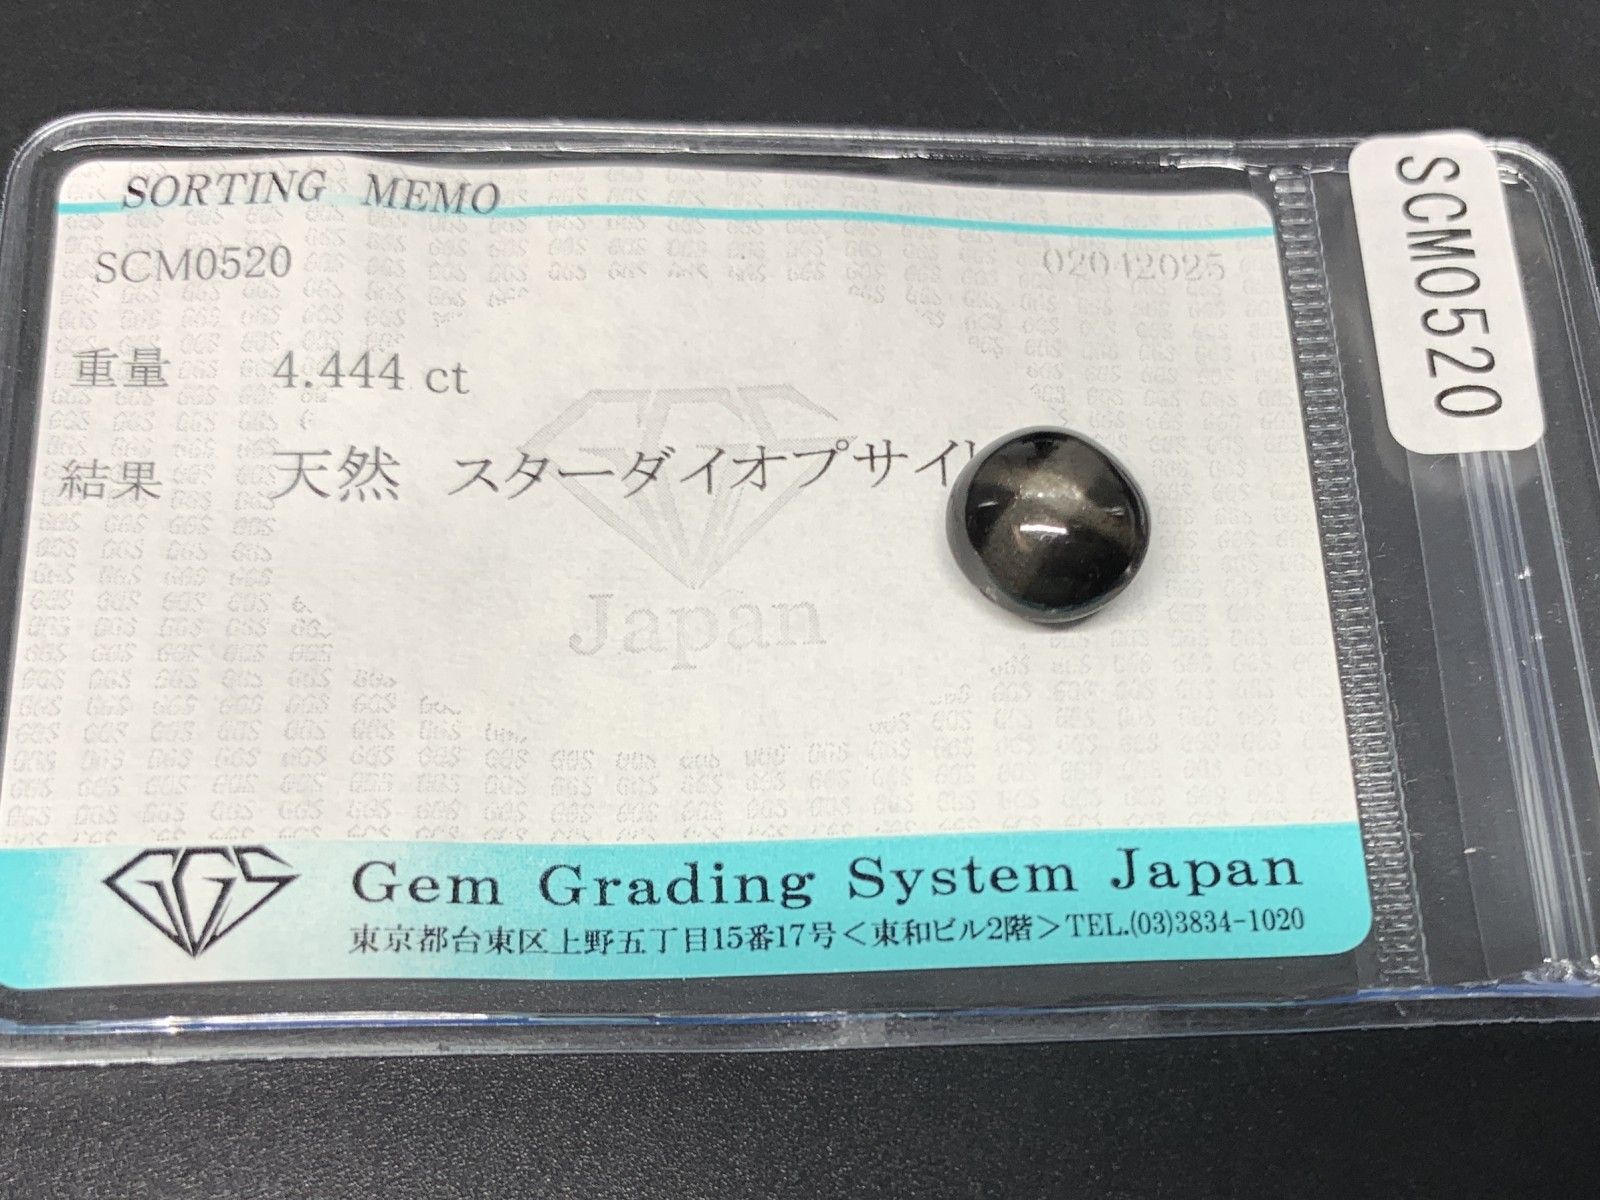 SORTING MEMO
SCM0520 02042025
重量 4.444 ct
結果 天然 スターダイオプサイ
Japan
GGS
Gem Grading System Japan
東京都台東区上野五丁目15番17号＜東和ビル2階＞TEL.(03)3834-1020
SCM0520